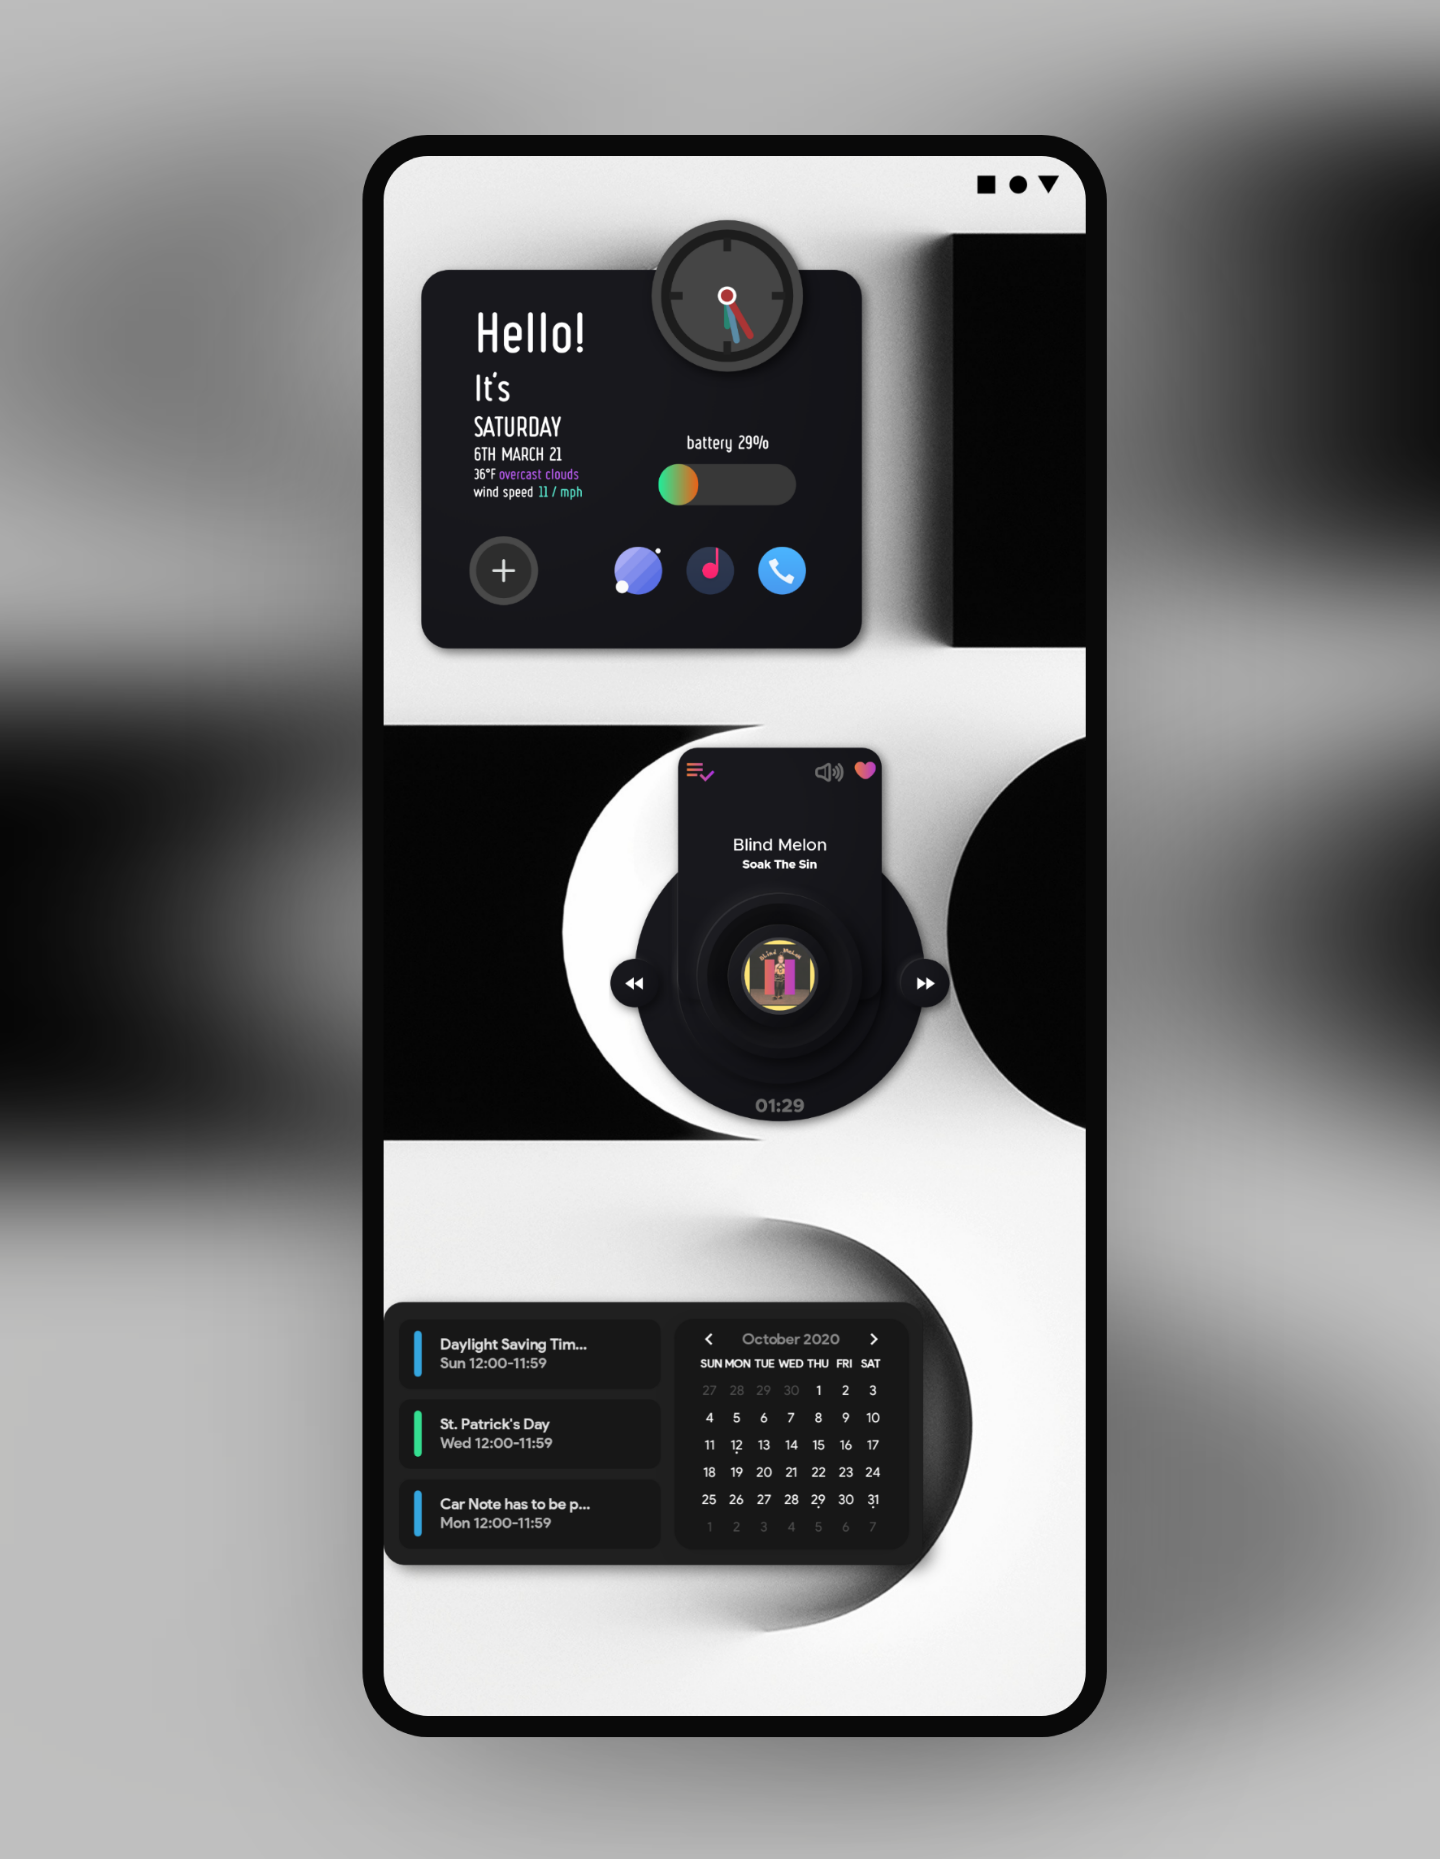 Hello!
It's
SATURDAY
6TH MARCH 21
36°F overcast clouds
wind speed 11 / mph
battery 29%
Blind Melon
Soak The Sin
Blind Melon
01:29
Daylight Saving Tim...
Sun 12:00-11:59
St. Patrick's Day
Wed 12:00-11:59
Car Note has to be p...
Mon 12:00-11:59
October 2020
SUN MON TUE WED THU FRI SAT
27 28 29 30 1 2 3
4 5 6 7 8 9 10
11 12 13 14 15 16 17
18 19 20 21 22 23 24
25 26 27 28 29 30 31
1 2 3 4 5 6 7